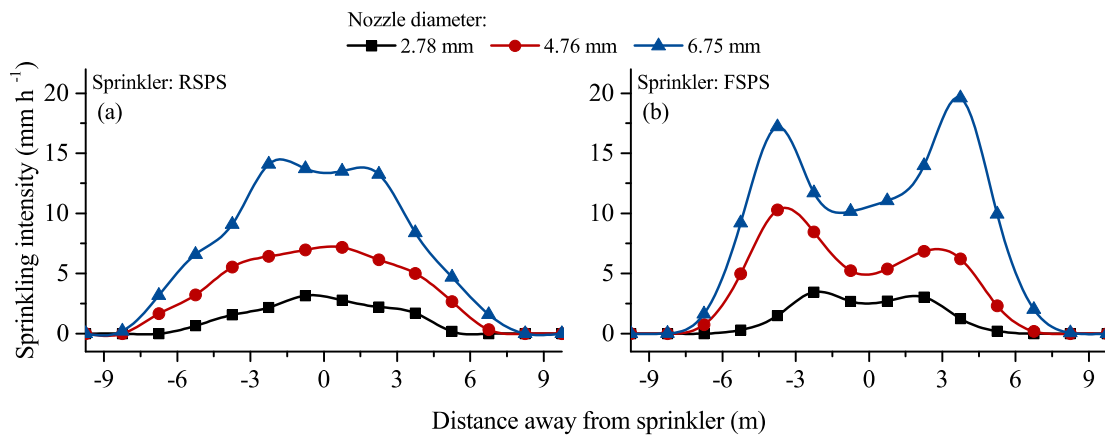 Nozzle diameter:
2.78 mm 4.76 mm 6.75 mm
Sprinkling intensity (mm h⁻¹)
Sprinkler: RSPS
(a)
20
15
10
5
0
-9 -6 -3 0 3 6 9
Sprinkler: FSPS
(b)
20
15
10
5
0
-9 -6 -3 0 3 6 9
Distance away from sprinkler (m)